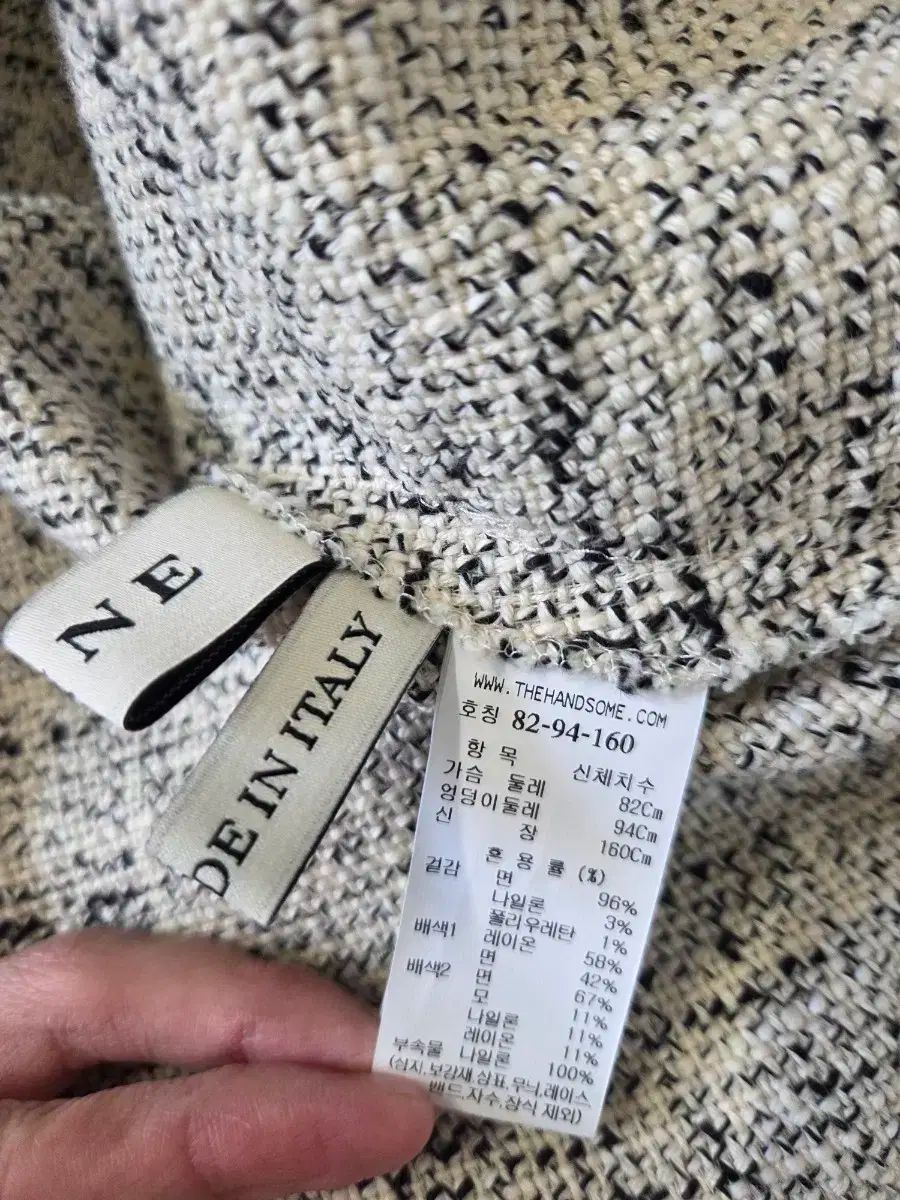 NE
DE IN ITALY
WWW.THEHANDSOME.COM
호칭 82-94-160
항 목 신체치수
가슴 둘레 82Cm
엉덩이둘레 94Cm
신 장 160Cm
혼 용 률 (%)
겉감 면 96%
나일론 3%
폴리우레탄 1%
배색1 레이온 58%
면 42%
배색2 면 67%
모 11%
나일론 11%
레이온 11%
부속물 나일론 100%
(심지,보강재,상표,무늬,레이스
밴드,자수,장식 제외)